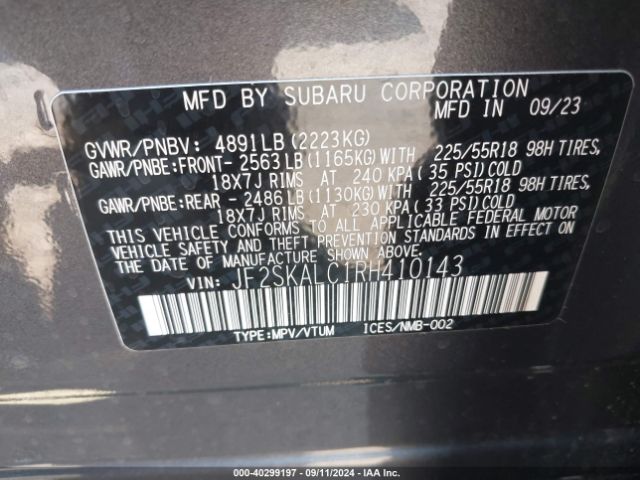 MFD BY SUBARU CORPORATION
MFD IN 09/23
GVWR/PNBV: 4891LB(2223KG)
GAWR/PNBE:FRONT- 2563LB(1165KG)WITH 225/55R18 98H TIRES,
18X7J RIMS AT 240 KPA(35 PSI)COLD
GAWR/PNBE:REAR - 2486LB(1130KG)WITH 225/55R18 98H TIRES,
18X7J RIMS AT 230 KPA(33 PSI)COLD
THIS VEHICLE CONFORMS TO ALL APPLICABLE FEDERAL MOTOR
VEHICLE SAFETY AND THEFT PREVENTION STANDARDS IN EFFECT ON
THE DATE OF MANUFACTURE SHOWN ABOVE.
VIN: JF2SKALC1RH410143
TYPE:MPV/VTUM ICES/NMB-002
000-40299197 - 09/11/2024 - IAA Inc.